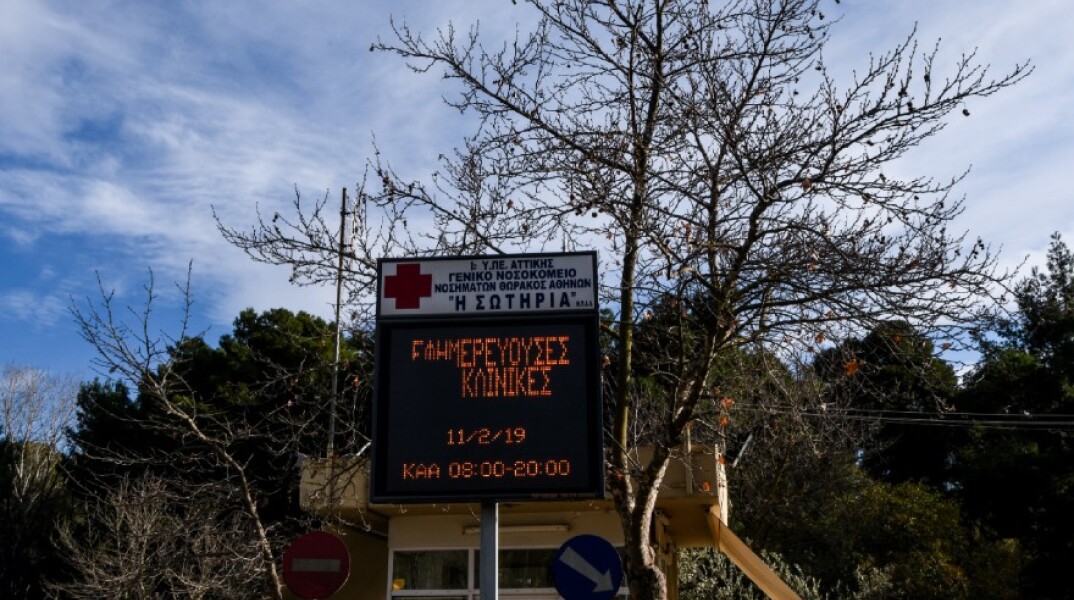 1η Υ.ΠΕ. ΑΤΤΙΚΗΣ
ΓΕΝΙΚΟ ΝΟΣΟΚΟΜΕΙΟ
ΝΟΣΗΜΑΤΩΝ ΘΩΡΑΚΟΣ ΑΘΗΝΩΝ
"Η ΣΩΤΗΡΙΑ"
ΕΦΗΜΕΡΕΥΟΥΣΕΣ
ΚΛΙΝΙΚΕΣ
11/2/19
ΚΑΑ 08:00-20:00